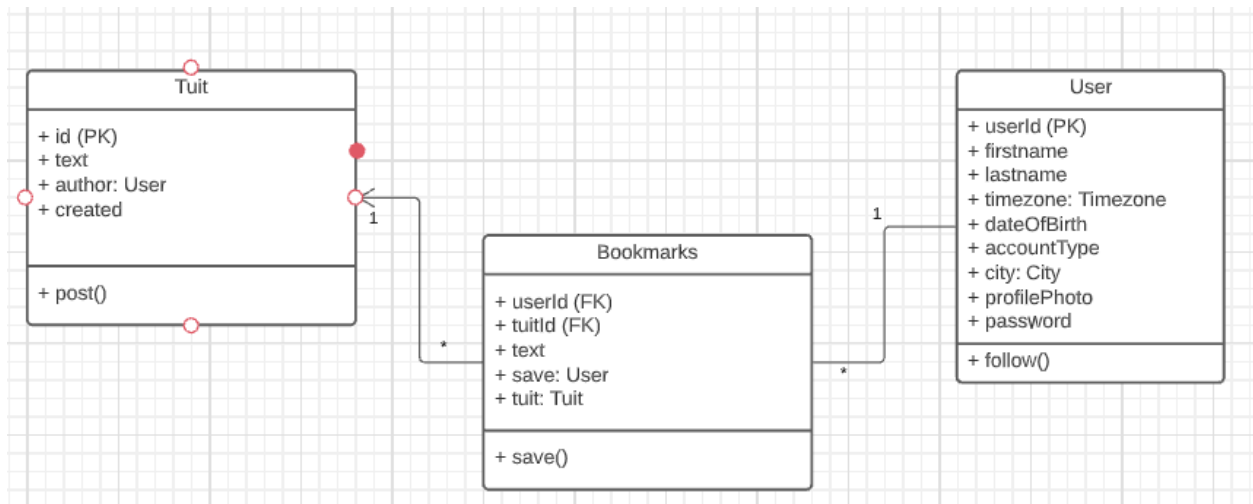 Tuit
+ id (PK)
+ text
+ author: User
+ created
+ post()
1
*
Bookmarks
+ userId (FK)
+ tuitId (FK)
+ text
+ save: User
+ tuit: Tuit
+ save()
1
*
User
+ userId (PK)
+ firstname
+ lastname
+ timezone: Timezone
+ dateOfBirth
+ accountType
+ city: City
+ profilePhoto
+ password
+ follow()